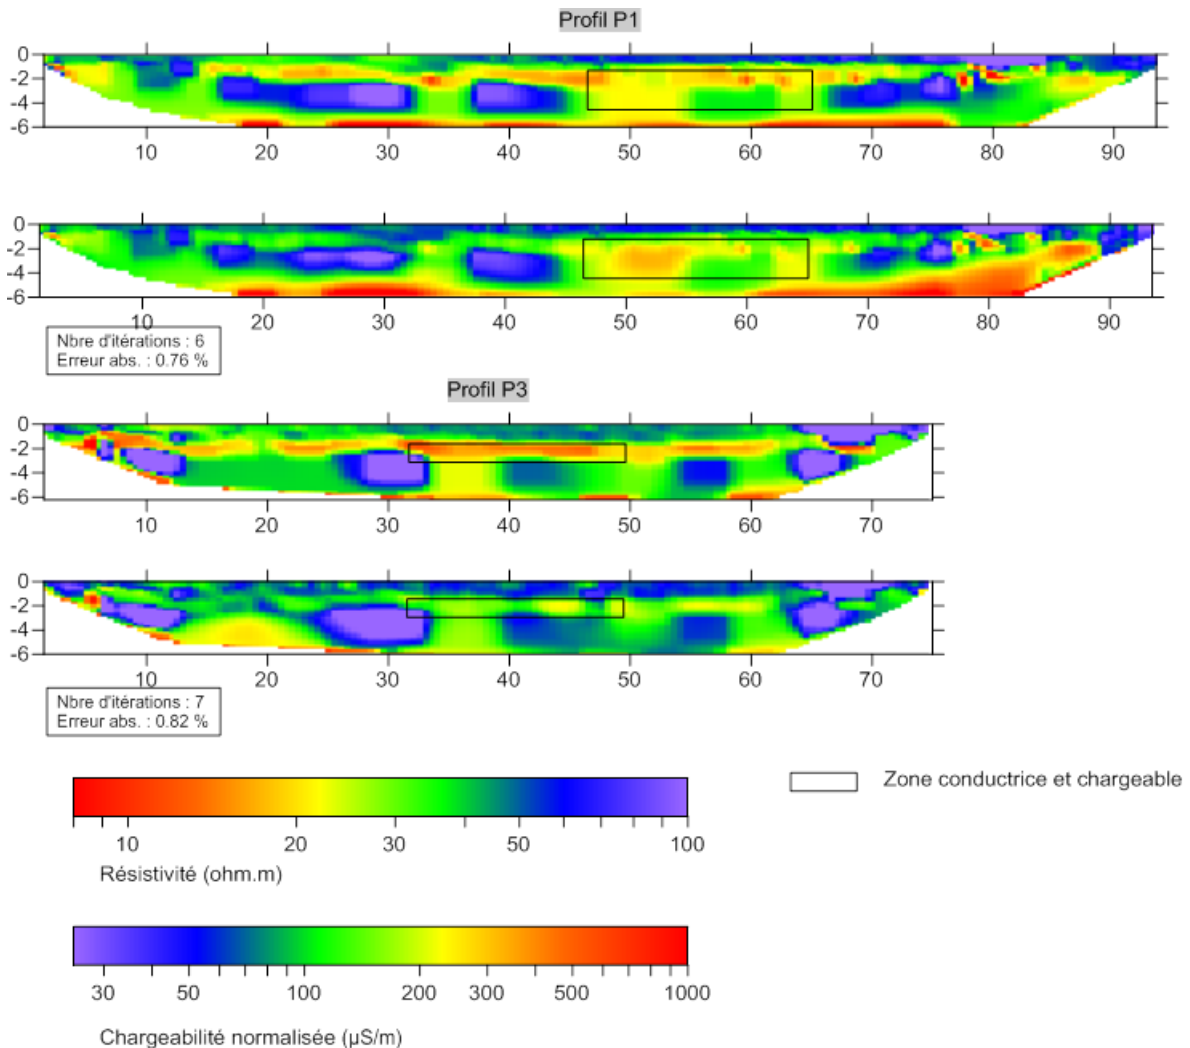 Profil P1
0
-2
-4
-6
10 20 30 40 50 60 70 80 90
0
-2
-4
-6
10 20 30 40 50 60 70 80 90
Nbre d'itérations : 6
Erreur abs. : 0.76 %
Profil P3
0
-2
-4
-6
10 20 30 40 50 60 70
0
-2
-4
-6
10 20 30 40 50 60 70
Nbre d'itérations : 7
Erreur abs. : 0.82 %
Zone conductrice et chargeable
10 20 30 50 100
Résistivité (ohm.m)
30 50 100 200 300 500 1000
Chargeabilité normalisée (µS/m)